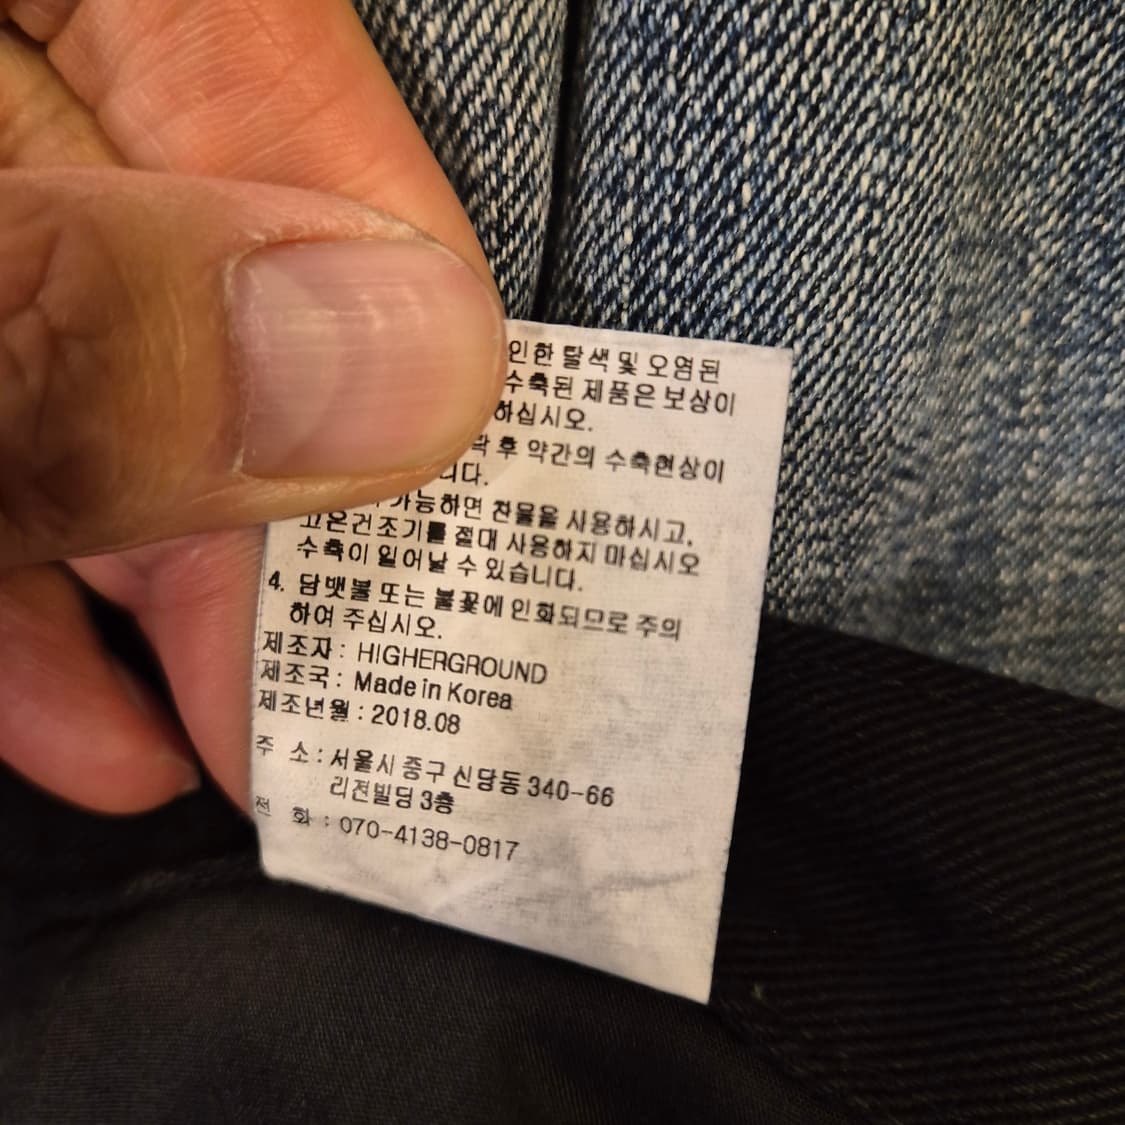 인한 탈색 및 오염된
수축된 제품은 보상이
하십시오.
후 약간의 수축현상이
니다.
가능하면 찬물을 사용하시고,
고온건조기를 절대 사용하지 마십시오
수축이 일어날 수 있습니다.
4. 담뱃불 또는 불꽃에 인화되므로 주의
하여 주십시오.
제조자 : HIGHERGROUND
제조국 : Made in Korea
제조년월 : 2018.08
주 소 : 서울시 중구 신당동 340-66
리전빌딩 3층
전 화 : 070-4138-0817